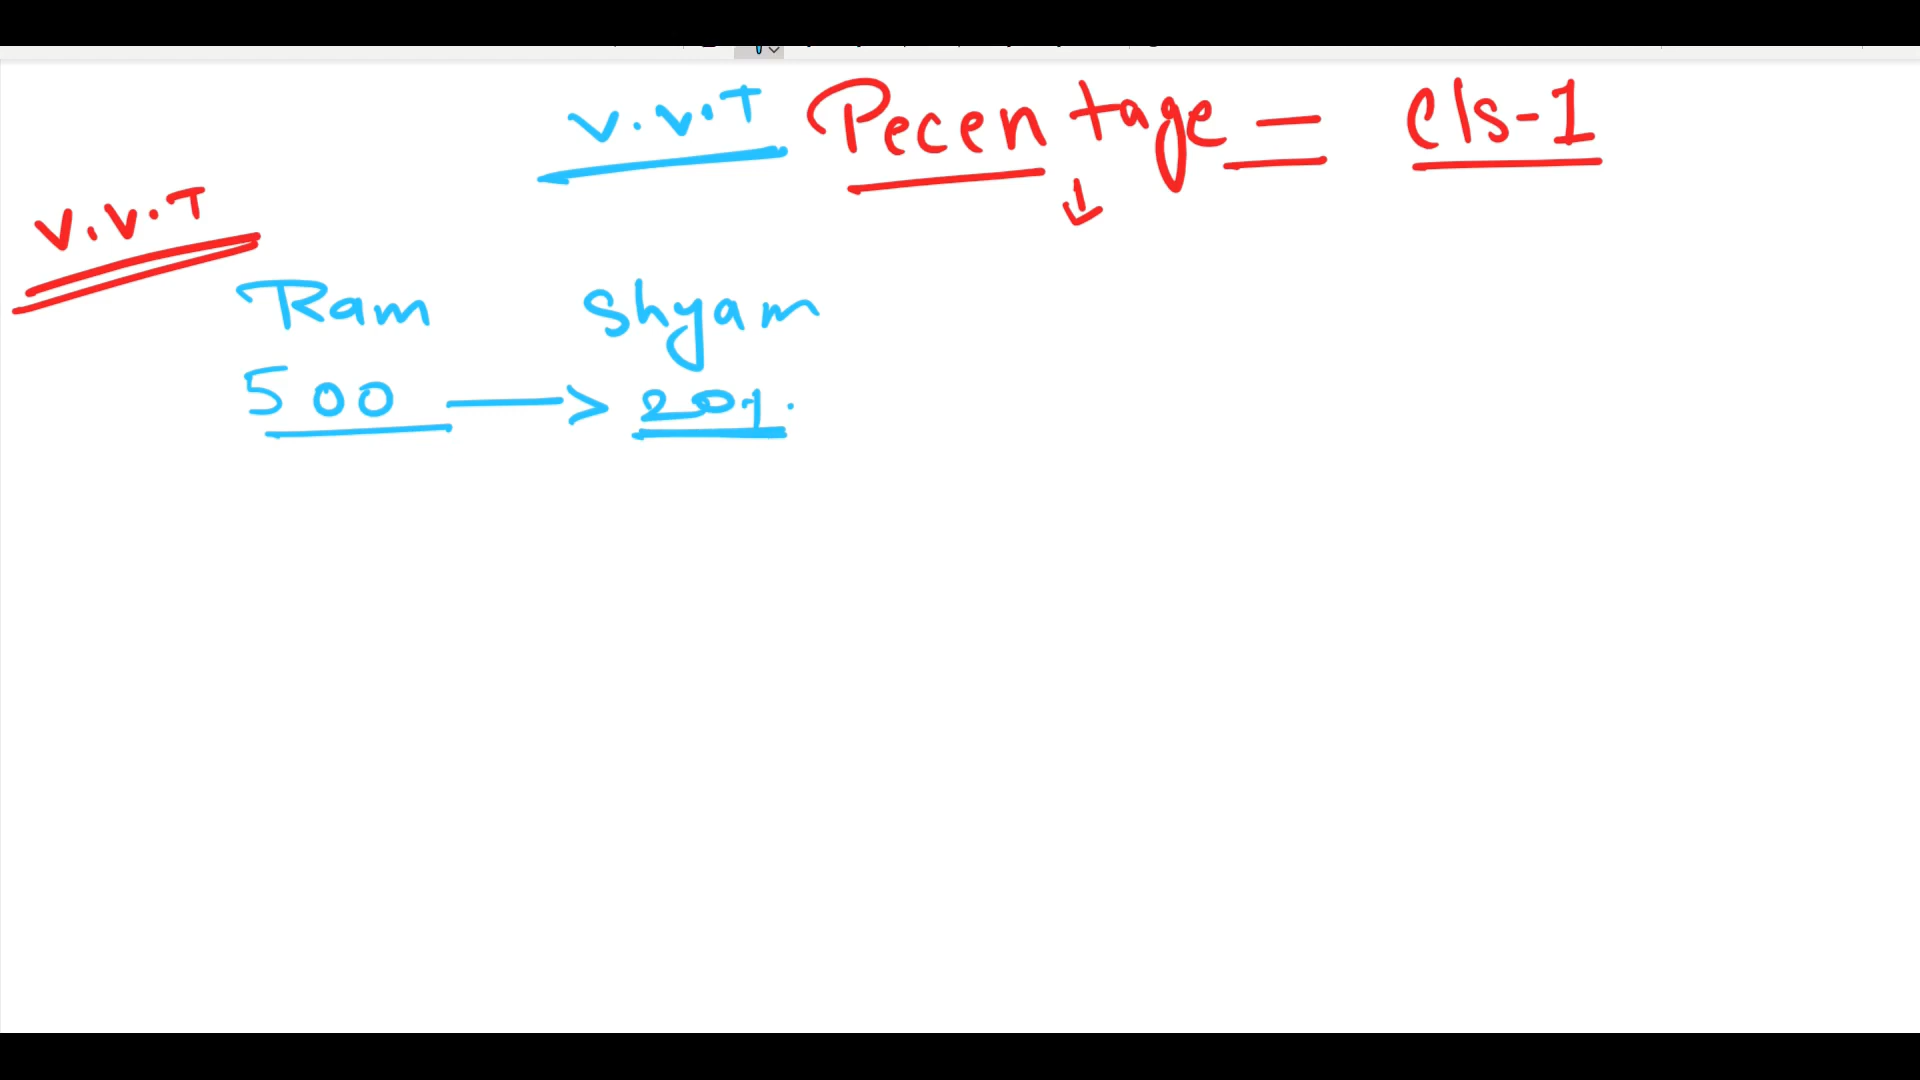 V.V.T Pecentage = Cls-1
V.V.T
Ram Shyam
500 —> 20%